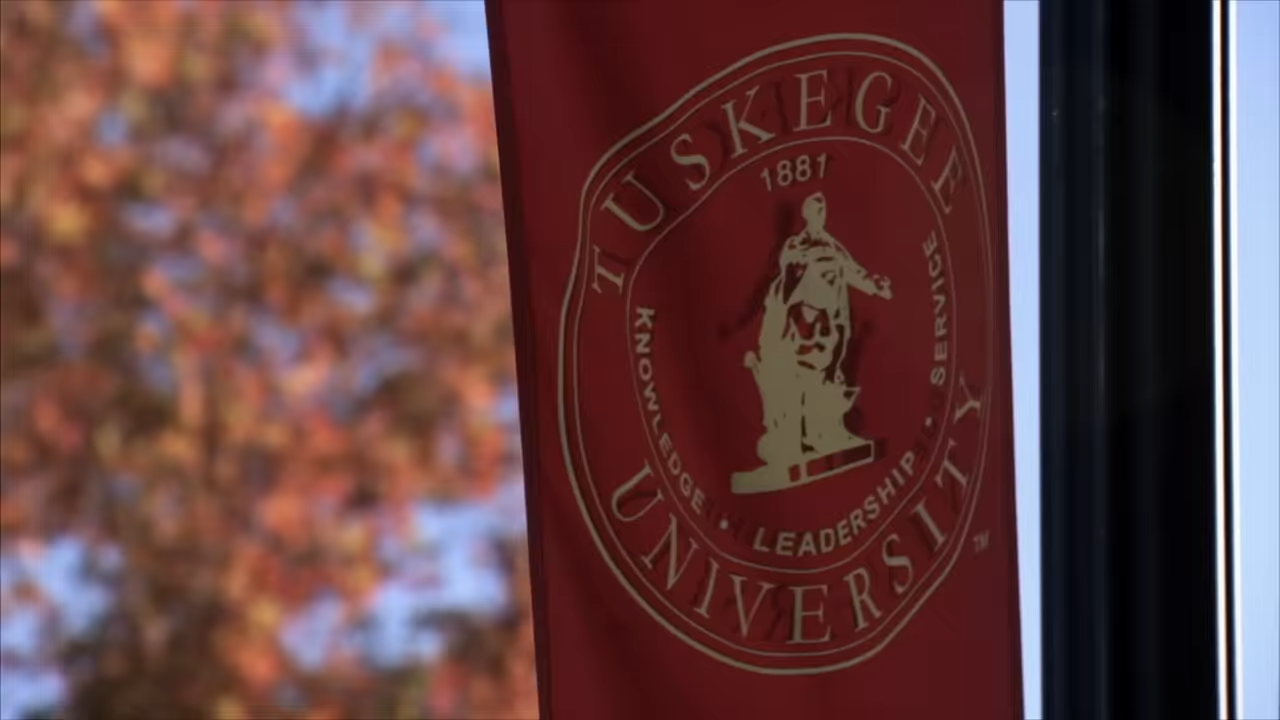 TUSKEGEE
1881
KNOWLEDGE • LEADERSHIP • SERVICE
UNIVERSITY
TM